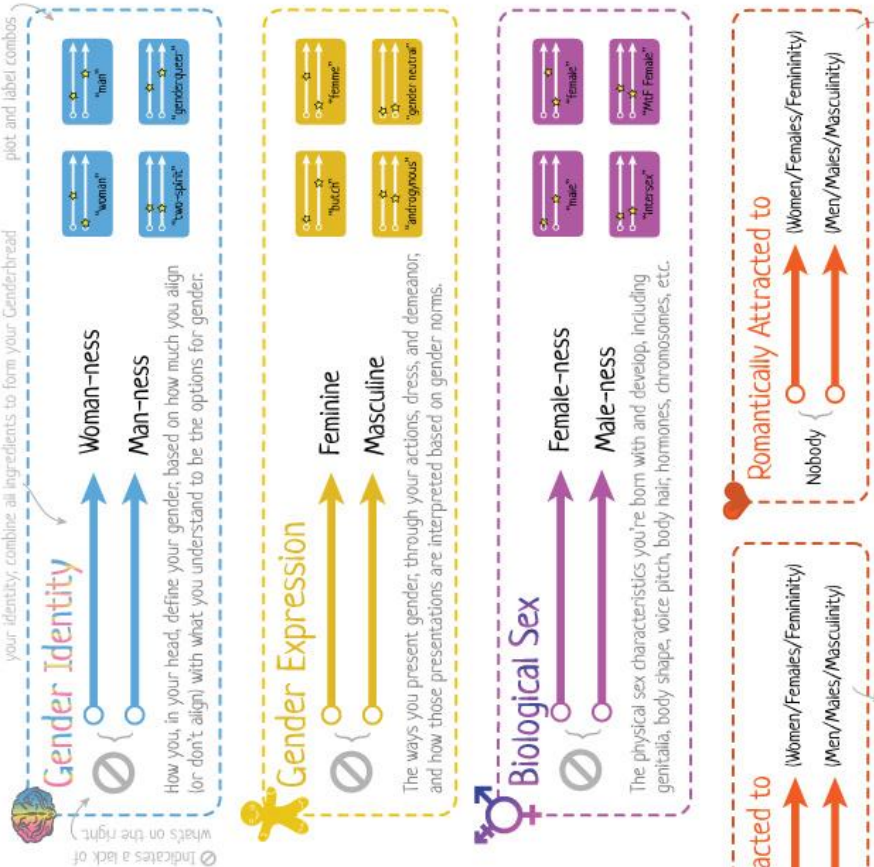 your identity; combine all ingredients to form your Genderbread
plot and label combos
⃠ Indicates a lack of
what's on the right.
Gender Identity
Woman-ness
Man-ness
"woman"
"man"
"two-spirit"
"genderqueer"
How you, in your head, define your gender, based on how much you align
(or don't align) with what you understand to be the options for gender.
Gender Expression
Feminine
Masculine
"butch"
"femme"
"androgynous"
"gender neutral"
The ways you present gender, through your actions, dress, and demeanor,
and how those presentations are interpreted based on gender norms.
Biological Sex
Female-ness
Male-ness
"male"
"female"
"intersex"
"MtF Female"
The physical sex characteristics you're born with and develop, including
genitalia, body shape, voice pitch, body hair, hormones, chromosomes, etc.
acted to
(Women/Females/Femininity)
(Men/Males/Masculinity)
Romantically Attracted to
Nobody
(Women/Females/Femininity)
(Men/Males/Masculinity)